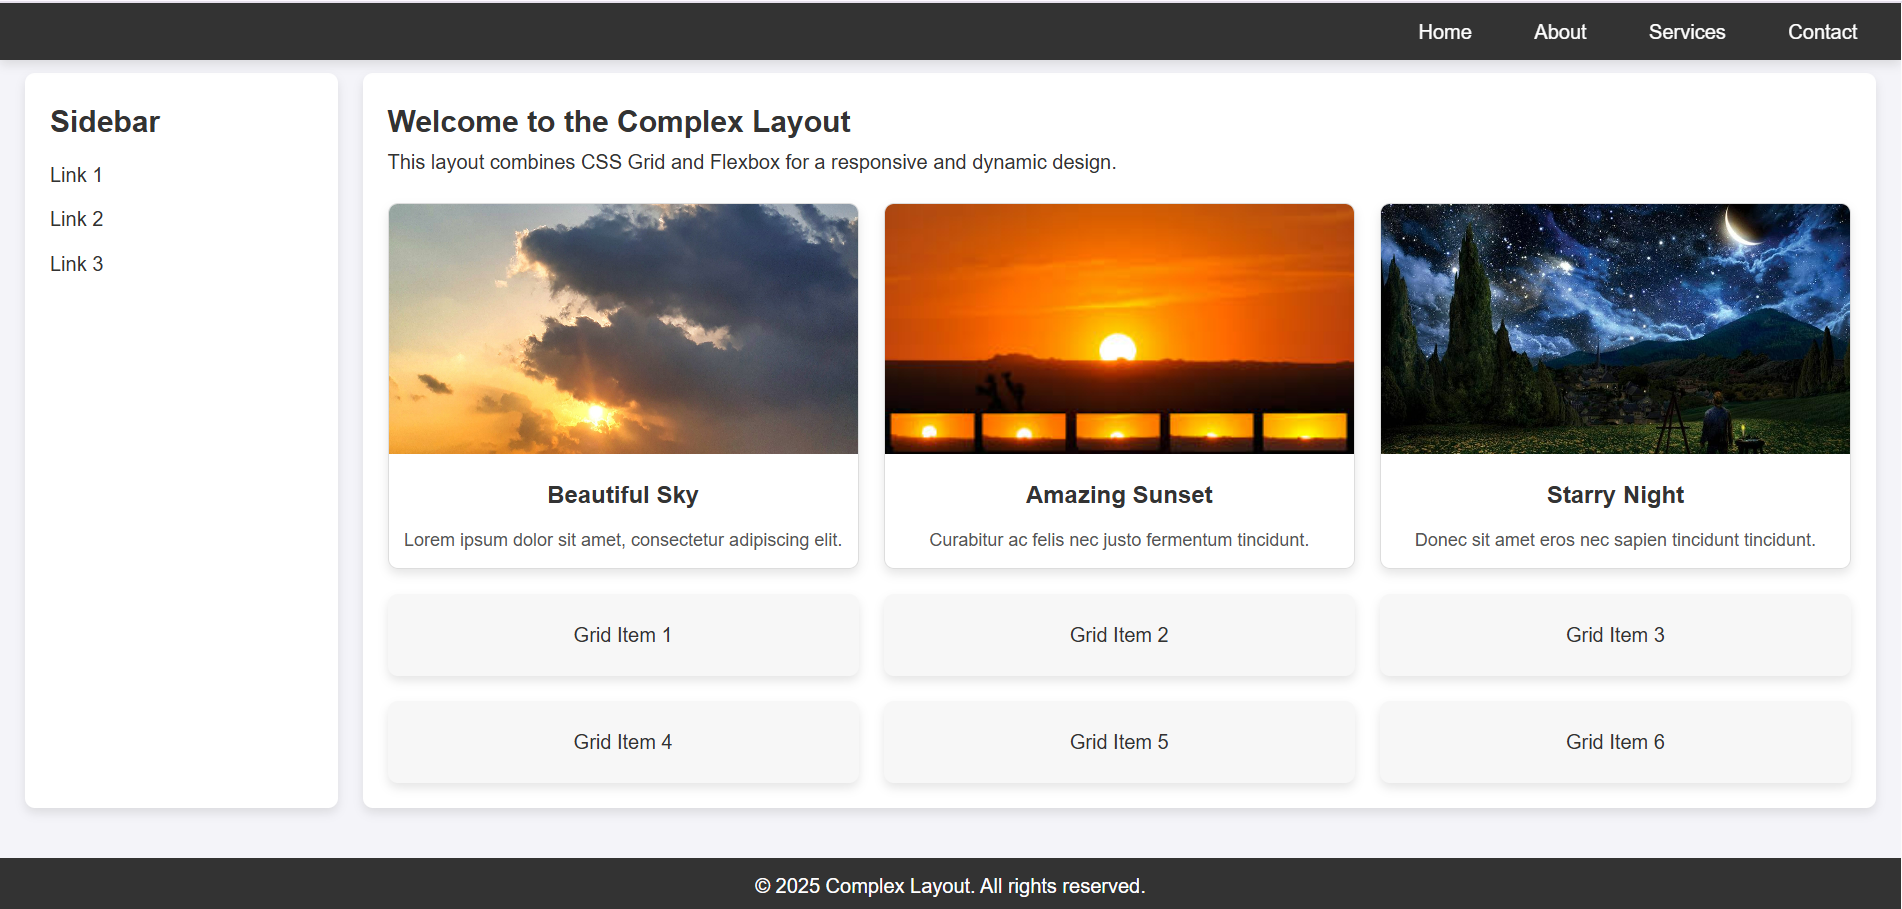 Home About Services Contact
Sidebar
Link 1
Link 2
Link 3
Welcome to the Complex Layout
This layout combines CSS Grid and Flexbox for a responsive and dynamic design.
Beautiful Sky
Lorem ipsum dolor sit amet, consectetur adipiscing elit.
Amazing Sunset
Curabitur ac felis nec justo fermentum tincidunt.
Starry Night
Donec sit amet eros nec sapien tincidunt tincidunt.
Grid Item 1
Grid Item 2
Grid Item 3
Grid Item 4
Grid Item 5
Grid Item 6
© 2025 Complex Layout. All rights reserved.